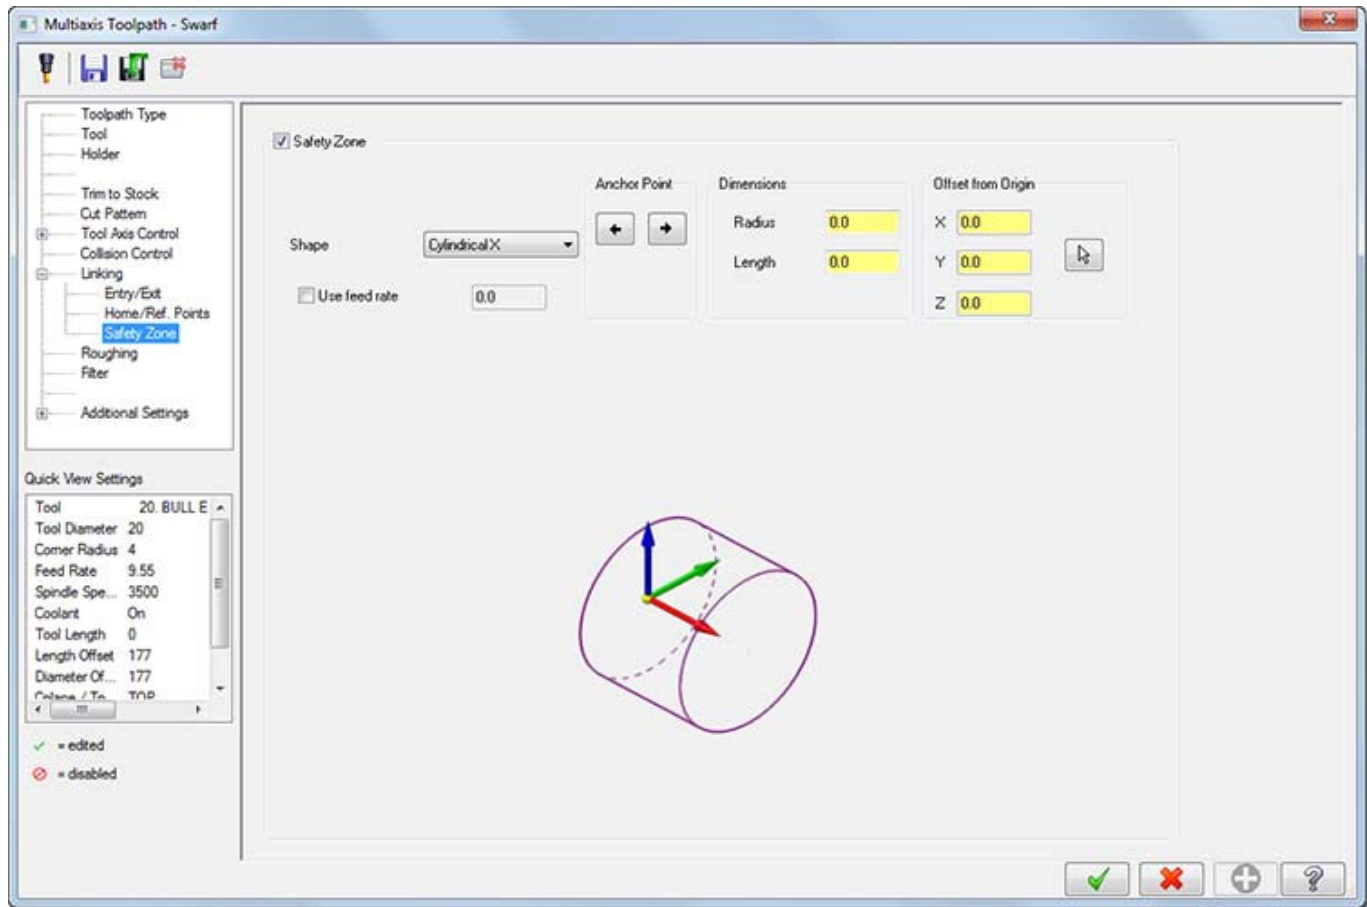 Multiaxis Toolpath - Swarf
Toolpath Type
Tool
Holder
Trim to Stock
Cut Pattern
Tool Axis Control
Collision Control
Linking
Entry/Exit
Home/Ref. Points
Safety Zone
Roughing
Filter
Additional Settings
Quick View Settings
Tool 20. BULL E
Tool Diameter 20
Corner Radius 4
Feed Rate 9.55
Spindle Spe... 3500
Coolant On
Tool Length 0
Length Offset 177
Diameter Of... 177
Cplane / Tp... TOP
= edited
= disabled
Safety Zone
Shape Cylindrical X
Use feed rate 0.0
Anchor Point
Dimensions
Radius 0.0
Length 0.0
Offset from Origin
X 0.0
Y 0.0
Z 0.0